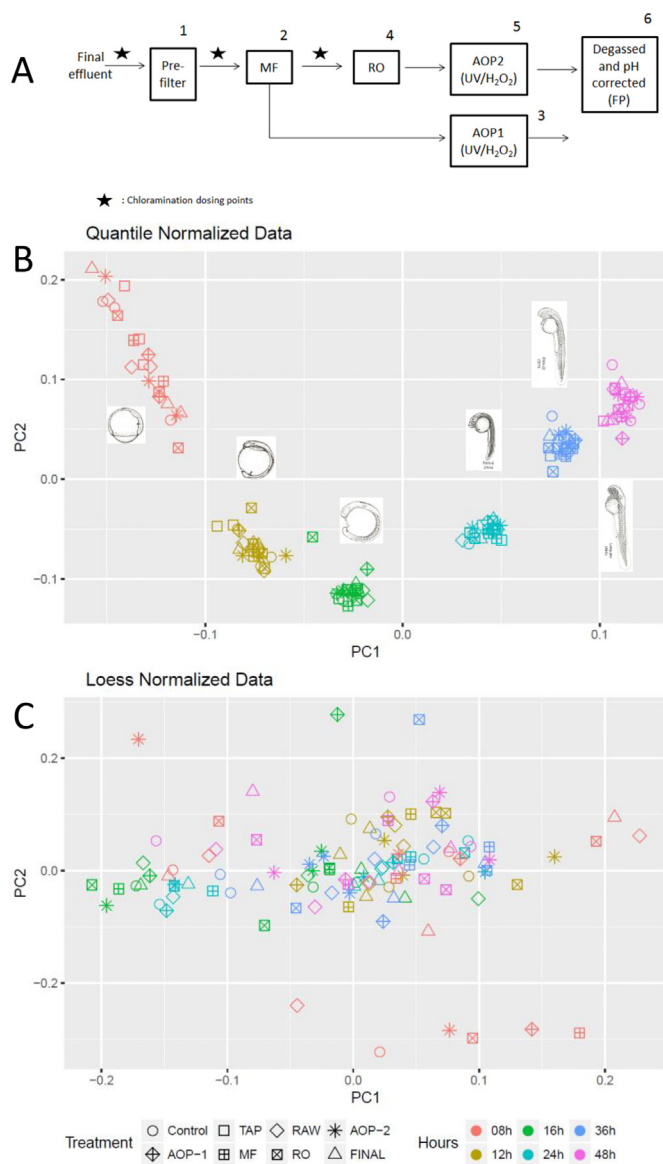 A
1
2
4
5
6
Final
effluent
Pre-
filter
MF
RO
AOP2
(UV/H₂O₂)
Degassed
and pH
corrected
(FP)
3
AOP1
(UV/H₂O₂)
★ : Chloramination dosing points
Quantile Normalized Data
B
PC2
0.2
0.1
0.0
−0.1
−0.1
0.0
0.1
PC1
Loess Normalized Data
C
PC2
0.2
0.0
−0.2
−0.2
−0.1
0.0
0.1
0.2
PC1
Treatment
Control TAP RAW AOP-2
AOP-1 MF RO FINAL
Hours
08h 16h 36h
12h 24h 48h